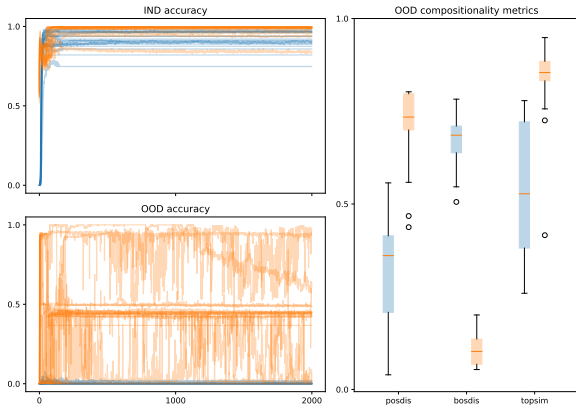 IND accuracy
1.0
0.5
0.0
OOD accuracy
1.0
0.5
0.0
0
1000
2000
OOD compositionality metrics
1.0
0.5
0.0
posdis
bosdis
topsim